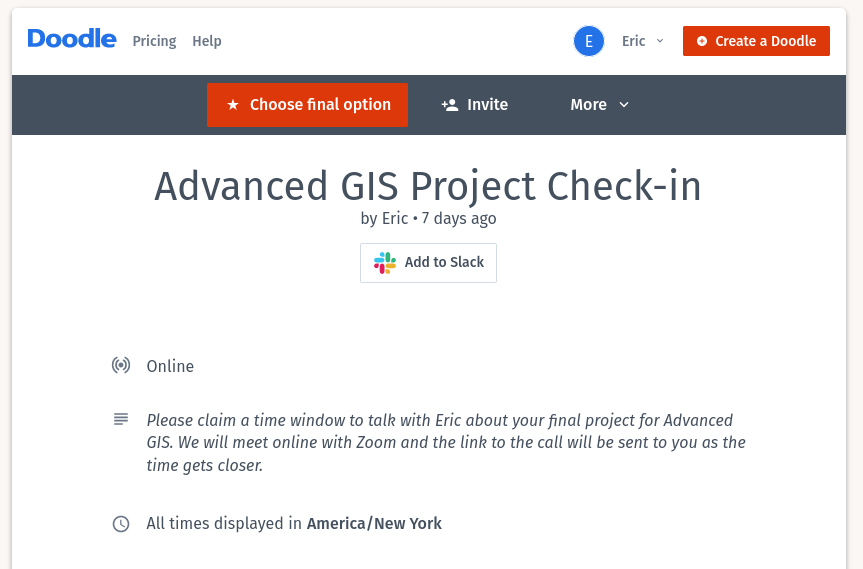 Doodle Pricing Help E Eric Create a Doodle
Choose final option Invite More
Advanced GIS Project Check-in
by Eric • 7 days ago
Add to Slack
Online
Please claim a time window to talk with Eric about your final project for Advanced
GIS. We will meet online with Zoom and the link to the call will be sent to you as the
time gets closer.
All times displayed in America/New York